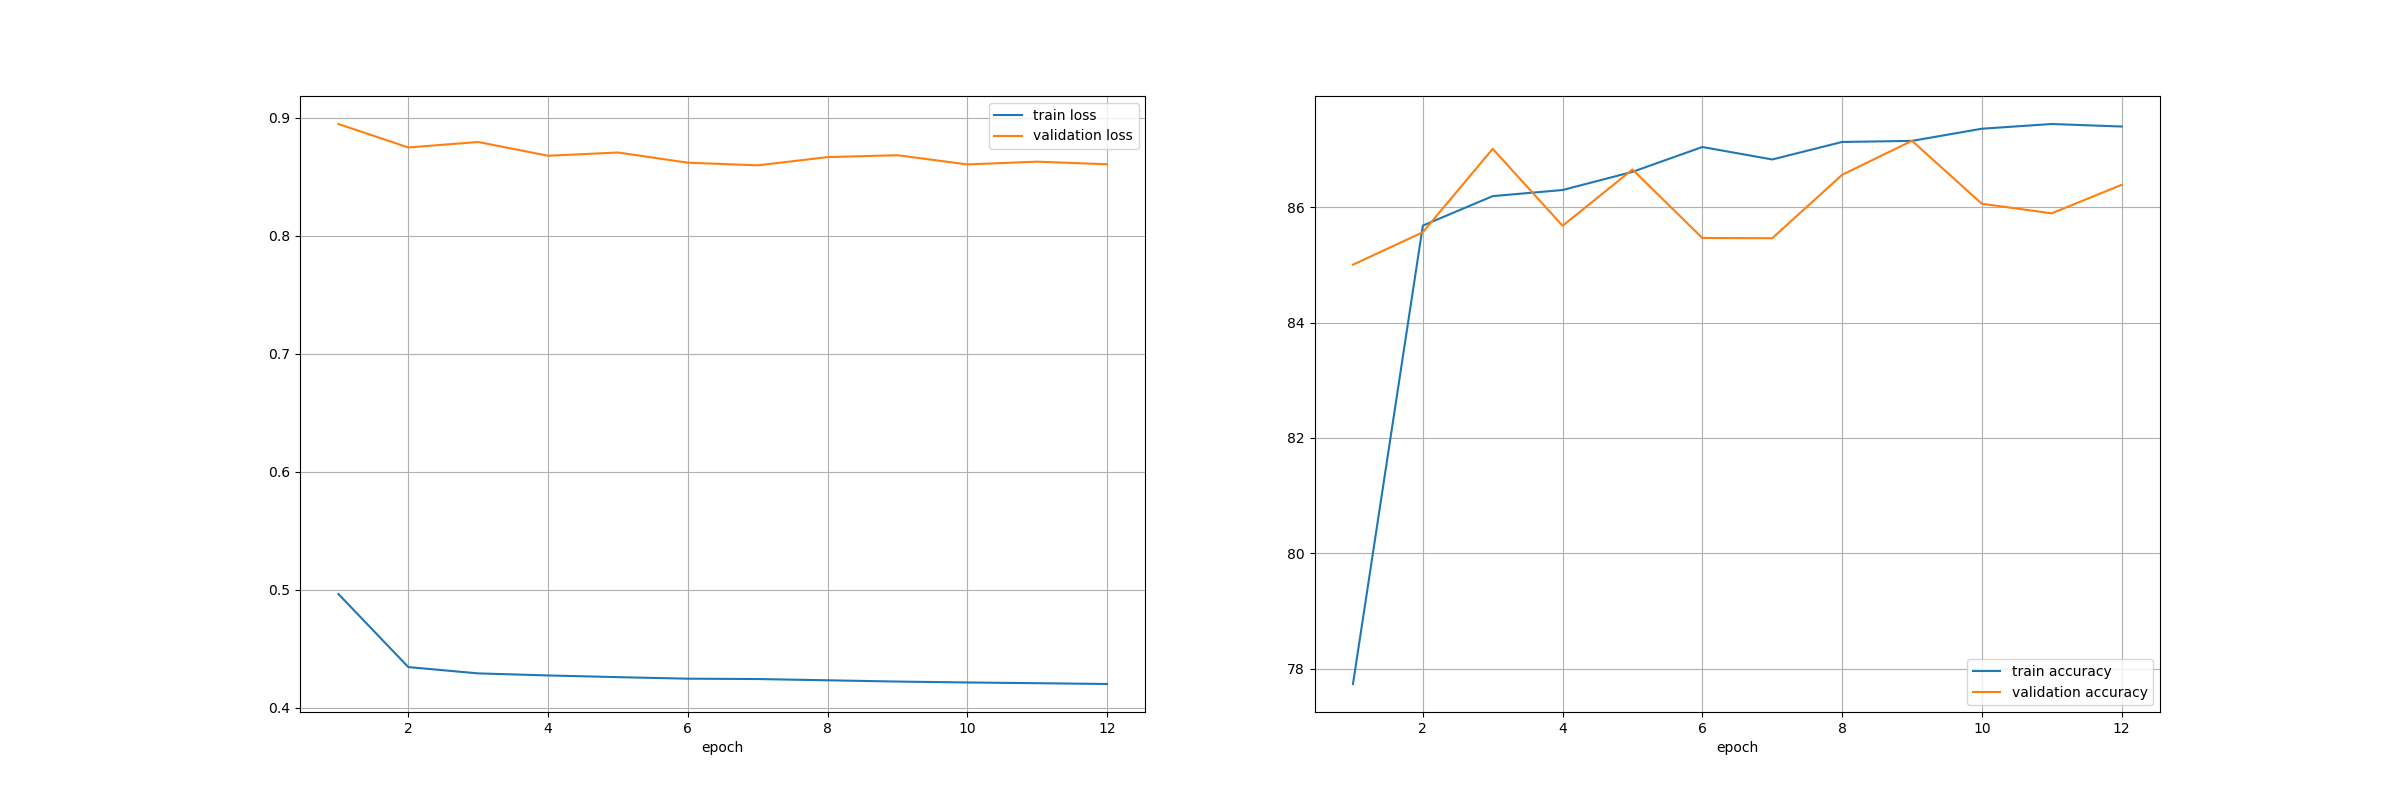 0.9
0.8
0.7
0.6
0.5
0.4
2 4 6 8 10 12
epoch
train loss
validation loss
86
84
82
80
78
2 4 6 8 10 12
epoch
train accuracy
validation accuracy